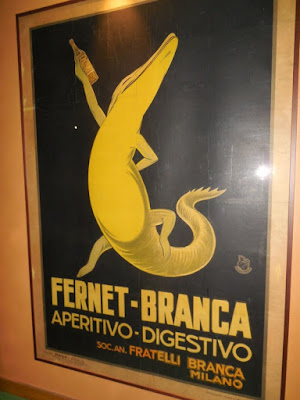 FERNET-BRANCA
APERITIVO-DIGESTIVO
SOC.AN. FRATELLI BRANCA
MILANO